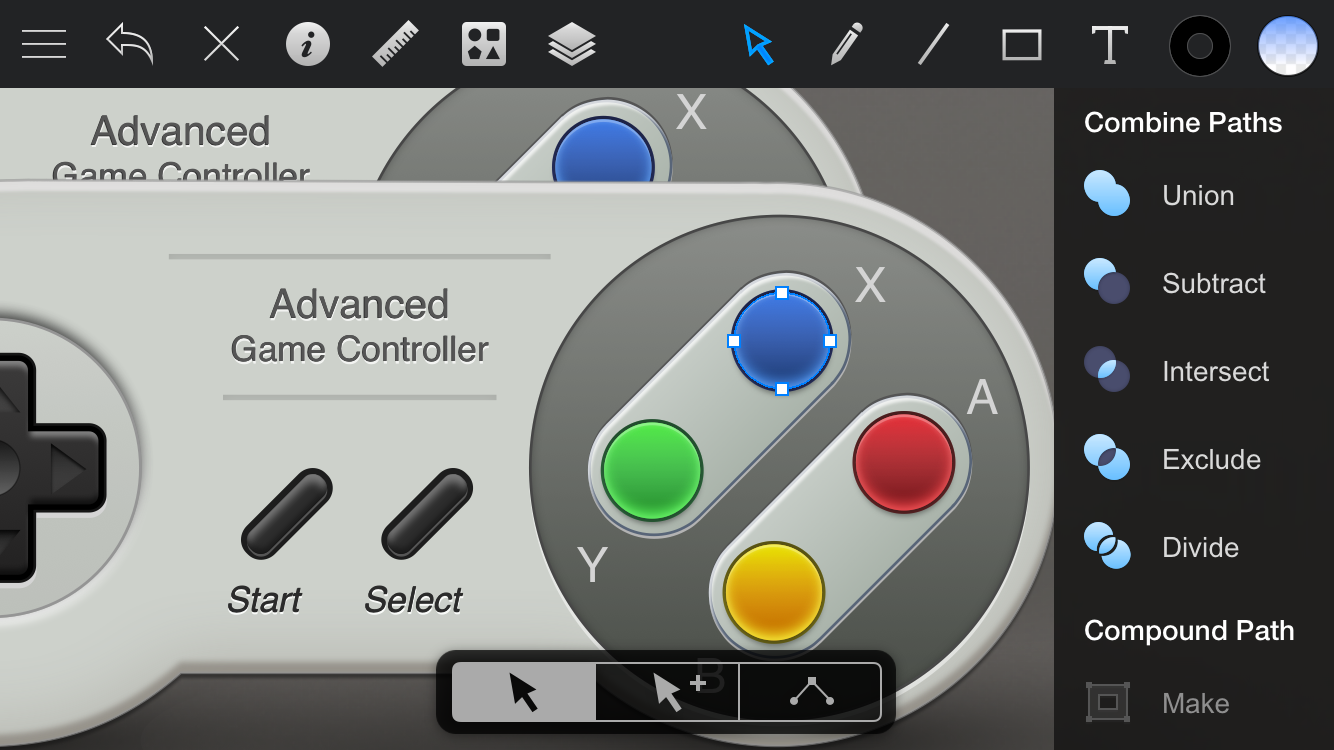 T
X
Advanced
Game Controller
Combine Paths
Union
Subtract
Intersect
Exclude
Divide
Compound Path
Make
X
Advanced
Game Controller
A
Y
Start
Select
B